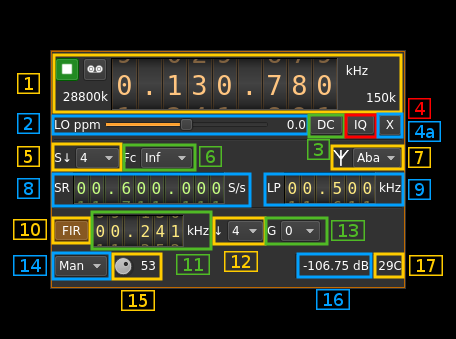 1 0.130.780 kHz
28800k 150k
2 LO ppm 0.0 DC IQ X 4
3 4a
5 S↓ 4 Fc Inf 6 Aba 7
8 SR 00.600.000 S/s LP 00.500 kHz 9
10 FIR 00.241 kHz ↓ 4 G 0 13
12
14 Man 53 11 -106.75 dB 29C 17
15 16